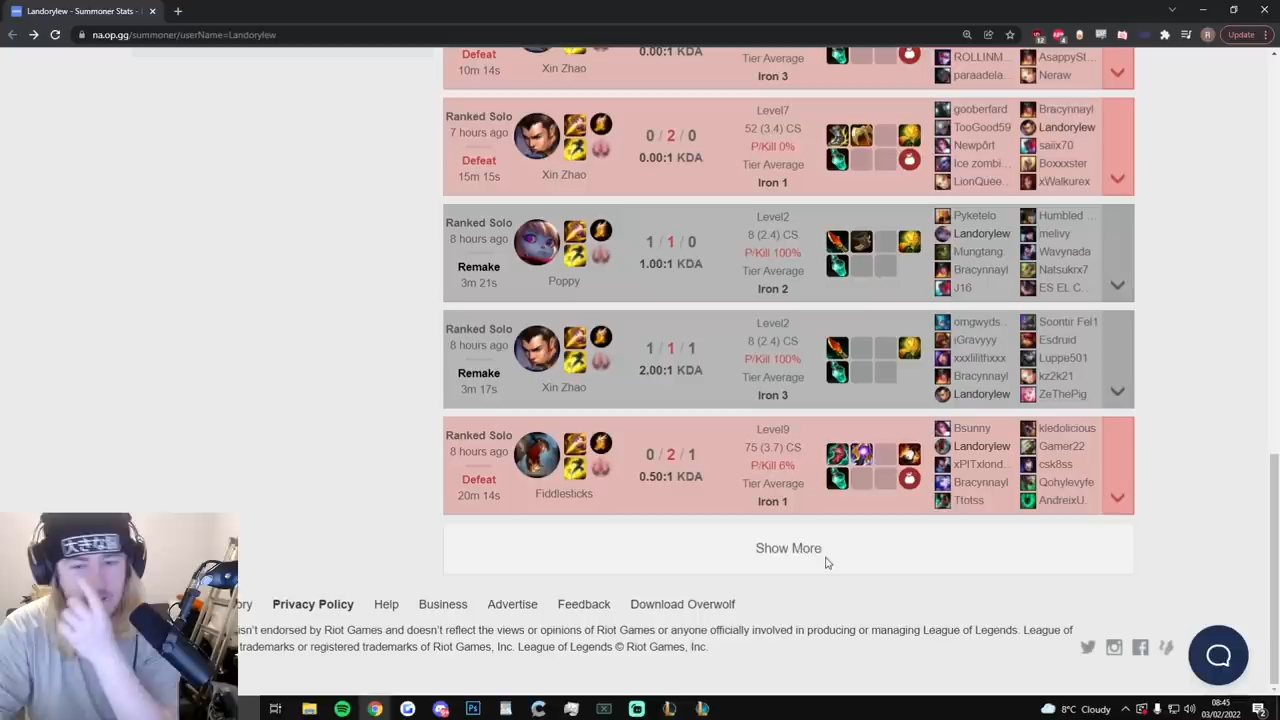 Landorylew - Summoner Stats -
na.op.gg/summoner/userName=Landorylew
Update
Defeat
10m 14s
Xin Zhao
0.00:1 KDA
Tier Average
Iron 3
ROLLINM...
paraadela...
AsappySt...
Neraw
Ranked Solo
7 hours ago
Defeat
15m 15s
Xin Zhao
0 / 2 / 0
0.00:1 KDA
Level7
52 (3.4) CS
P/Kill 0%
Tier Average
Iron 1
gooberfard
TooGood59
Newpôrt
Ice zombi...
LionQuee...
Bracynnayl
Landorylew
saiix70
Boxxxster
xWalkurex
Ranked Solo
8 hours ago
Remake
3m 21s
Poppy
1 / 1 / 0
1.00:1 KDA
Level2
8 (2.4) CS
P/Kill 100%
Tier Average
Iron 2
Pyketelo
Landorylew
Mungtang
Bracynnayl
J16
Humbled ...
melivy
Wavynada
Natsukrx7
ES EL C...
Ranked Solo
8 hours ago
Remake
3m 17s
Xin Zhao
1 / 1 / 1
2.00:1 KDA
Level2
8 (2.4) CS
P/Kill 100%
Tier Average
Iron 3
omgwyds...
iGravyyy
xxxlilithxxx
Bracynnayl
Landorylew
Soontir Fel1
Esdruid
Luppe501
kz2k21
ZeThePig
Ranked Solo
8 hours ago
Defeat
20m 14s
Fiddlesticks
0 / 2 / 1
0.50:1 KDA
Level9
75 (3.7) CS
P/Kill 6%
Tier Average
Iron 1
Bsunny
Landorylew
xPITxlond...
Bracynnayl
Ttotss
kledolicious
Gamer22
csk8ss
Qohylevyfe
AndreixU...
Show More
ory Privacy Policy Help Business Advertise Feedback Download Overwolf
isn't endorsed by Riot Games and doesn't reflect the views or opinions of Riot Games or anyone officially involved in producing or managing League of Legends. League of
trademarks or registered trademarks of Riot Games, Inc. League of Legends © Riot Games, Inc.
8°C Cloudy
08:45
03/02/2022